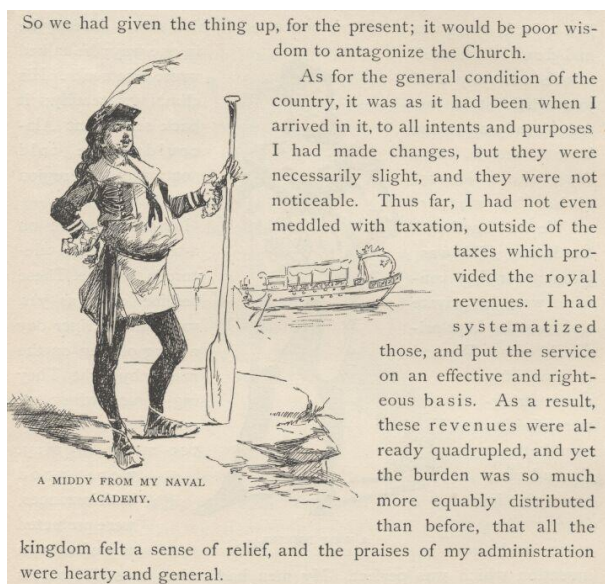 So we had given the thing up, for the present; it would be poor wis-
dom to antagonize the Church.
As for the general condition of the
country, it was as it had been when I
arrived in it, to all intents and purposes
I had made changes, but they were
necessarily slight, and they were not
noticeable. Thus far, I had not even
meddled with taxation, outside of the
taxes which pro-
vided the royal
revenues. I had
systematized
those, and put the service
on an effective and right-
eous basis. As a result,
these revenues were al-
ready quadrupled, and yet
the burden was so much
more equably distributed
than before, that all the
kingdom felt a sense of relief, and the praises of my administration
were hearty and general.
A MIDDY FROM MY NAVAL
ACADEMY.